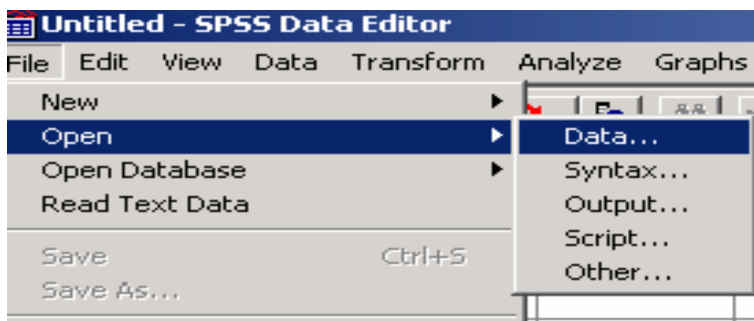 Untitled - SPSS Data Editor
File Edit View Data Transform Analyze Graphs
New
Open
Data...
Open Database
Syntax...
Read Text Data
Output...
Script...
Save Ctrl+S
Other...
Save As...